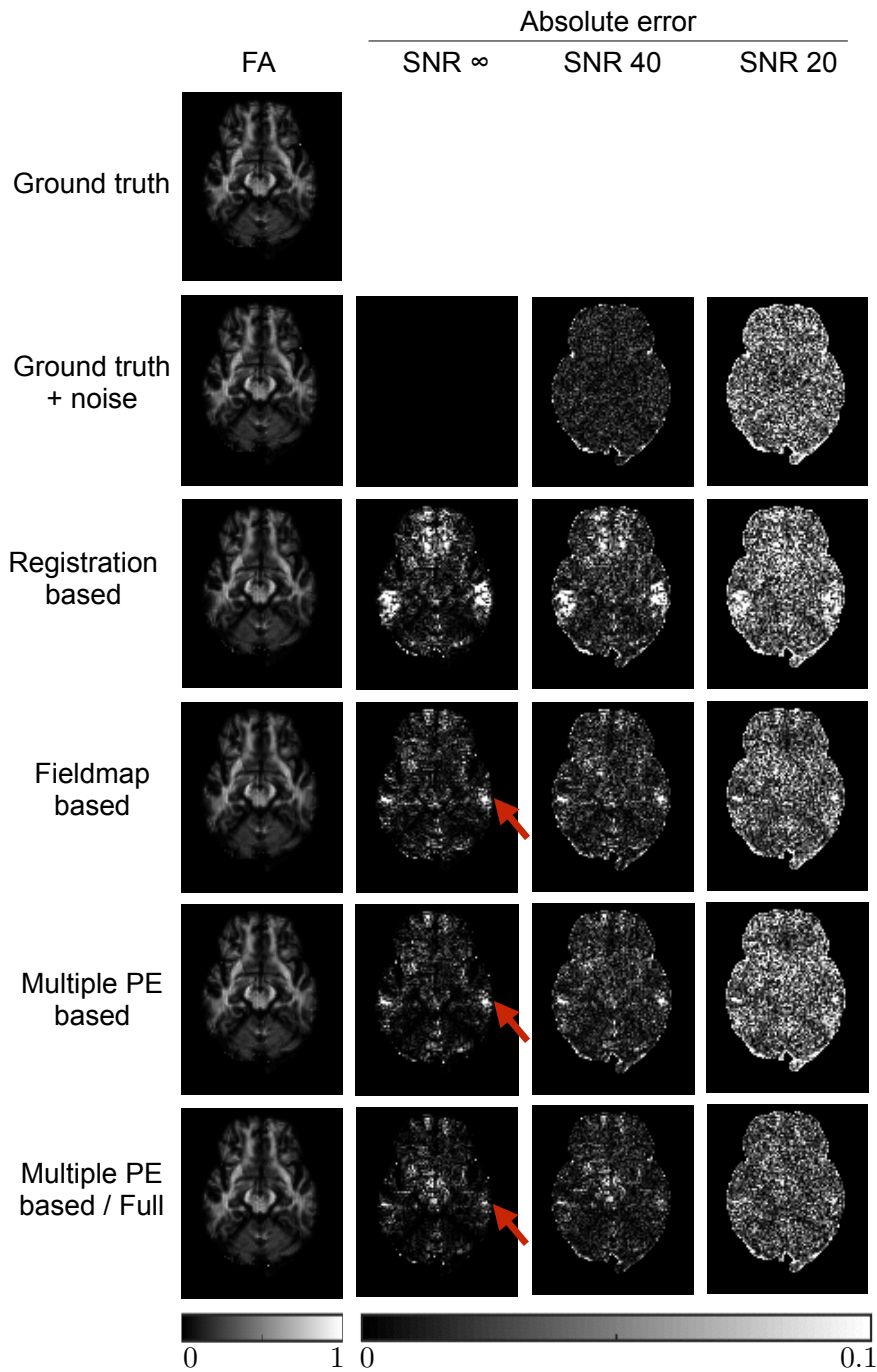 Absolute error
FA
SNR ∞
SNR 40
SNR 20
Ground truth
Ground truth
+ noise
Registration
based
Fieldmap
based
Multiple PE
based
Multiple PE
based / Full
0
1
0
0.1